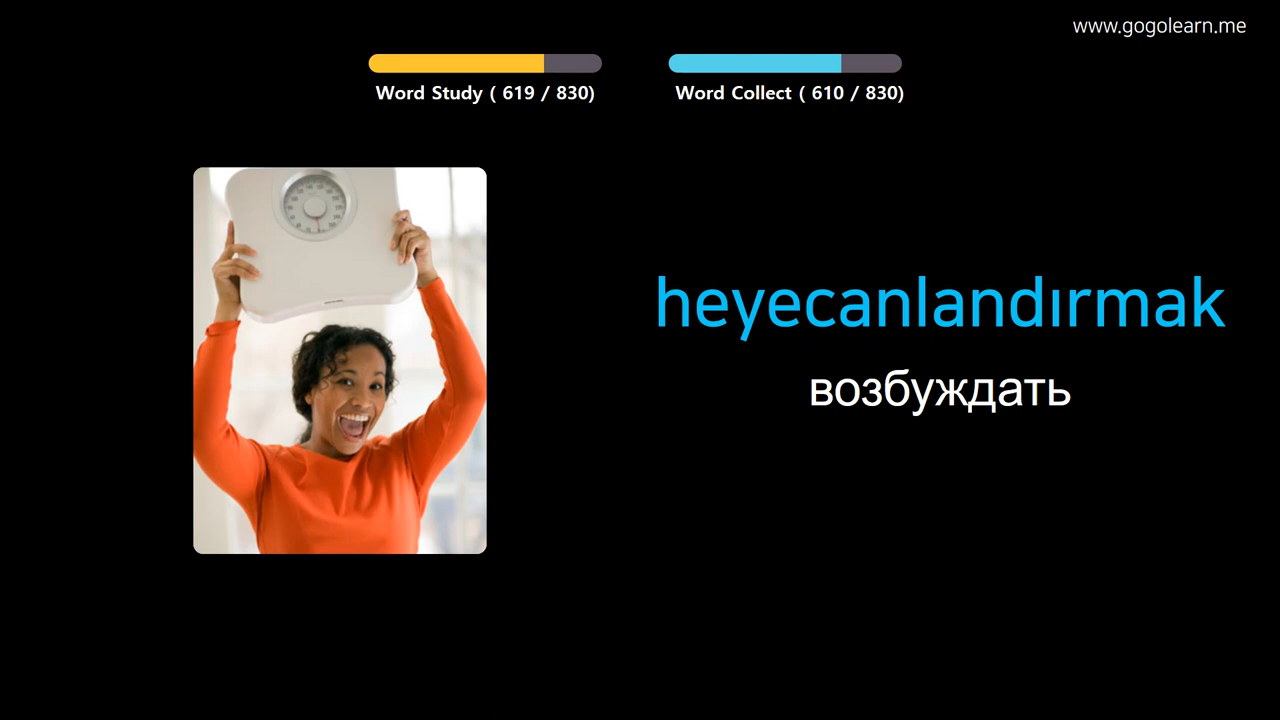 www.gogolearn.me
Word Study ( 619 / 830)
Word Collect ( 610 / 830)
heyecanlandırmak
возбуждать